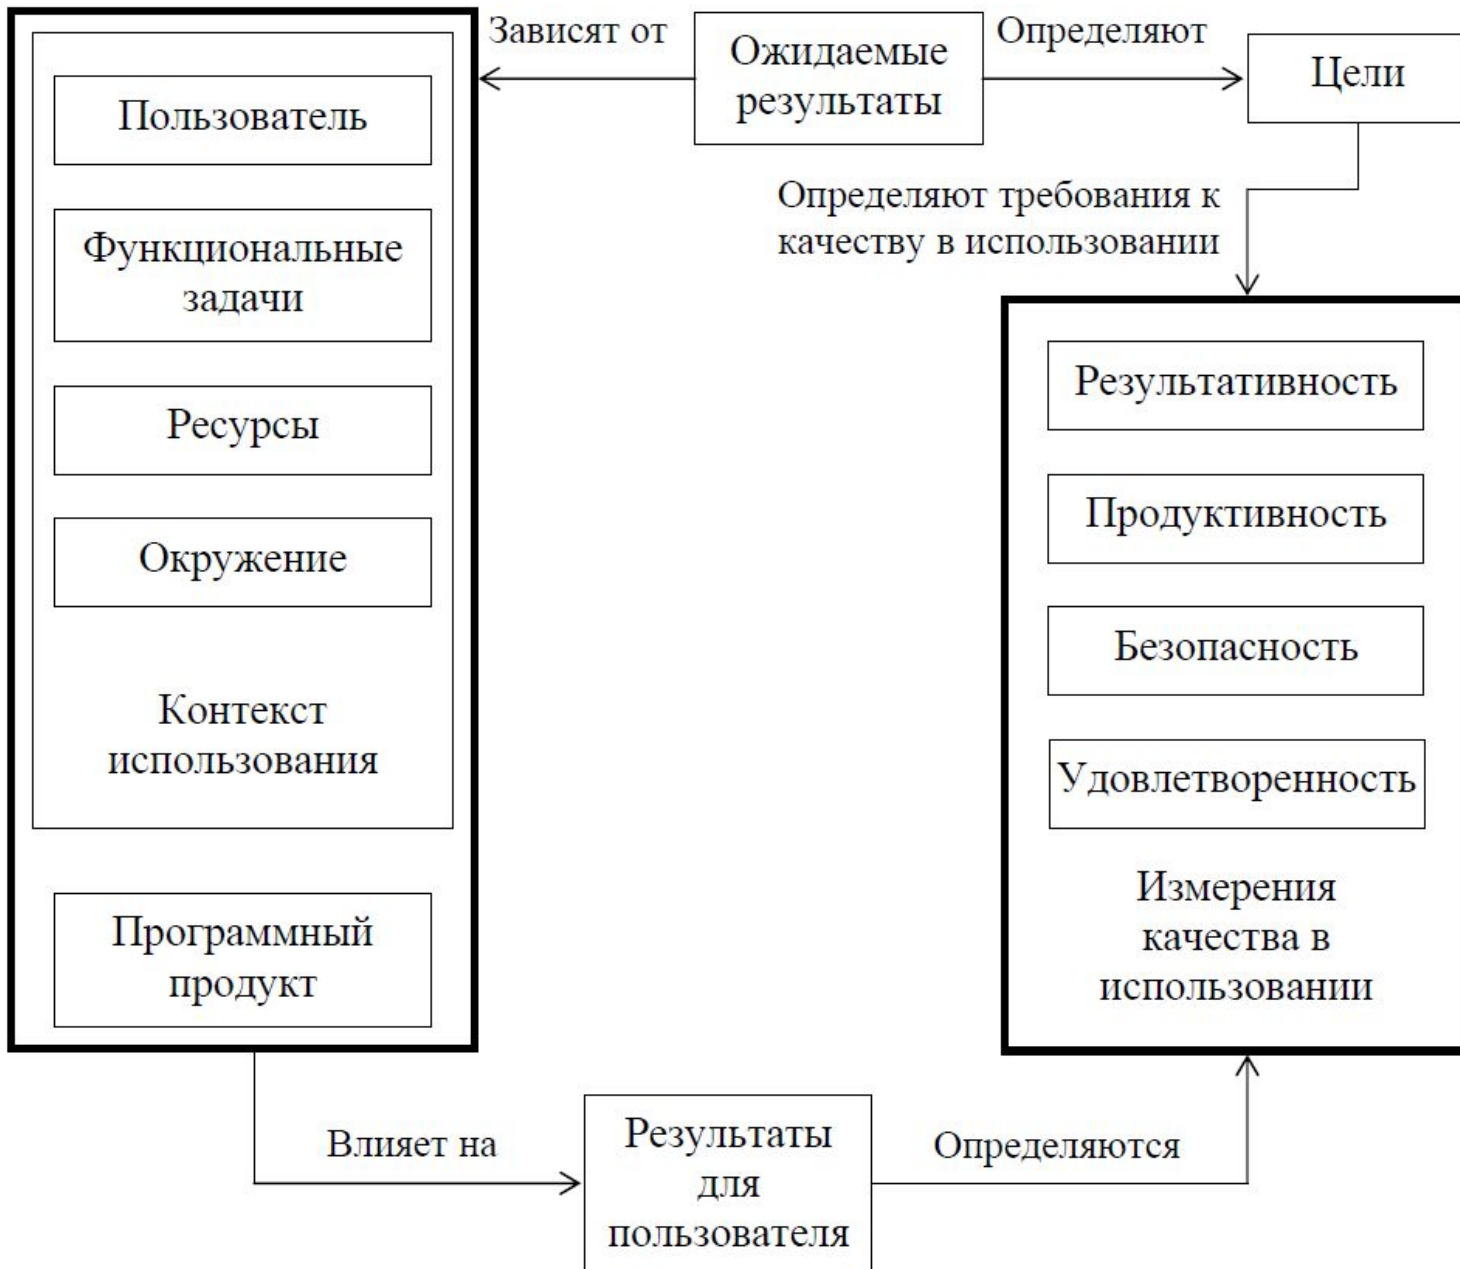 Зависят от
Ожидаемые
результаты
Определяют
Цели
Пользователь
Функциональные
задачи
Ресурсы
Окружение
Контекст
использования
Программный
продукт
Определяют требования к
качеству в использовании
Результативность
Продуктивность
Безопасность
Удовлетворенность
Измерения
качества в
использовании
Влияет на
Результаты
для
пользователя
Определяются